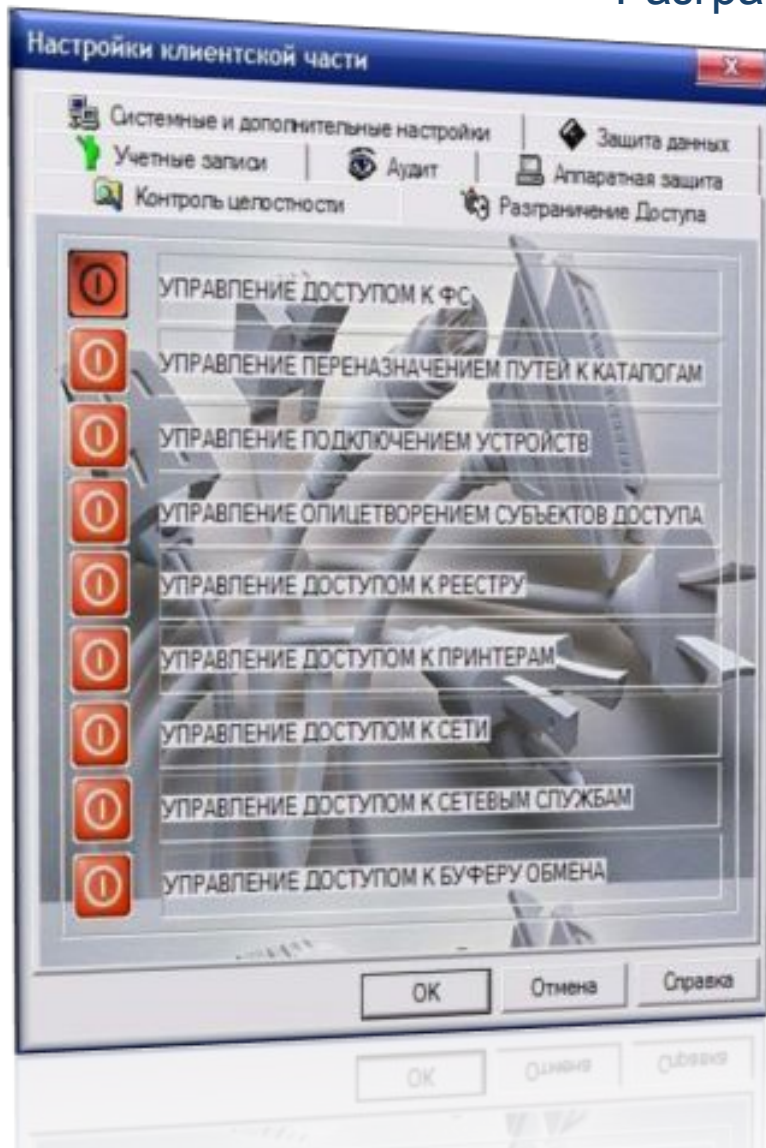 Настройки клиентской части
Системные и дополнительные настройки
Защита данных
Учетные записи
Аудит
Аппаратная защита
Контроль целостности
Разграничение Доступа
УПРАВЛЕНИЕ ДОСТУПОМ К ФС
УПРАВЛЕНИЕ ПЕРЕНАЗНАЧЕНИЕМ ПУТЕЙ К КАТАЛОГАМ
УПРАВЛЕНИЕ ПОДКЛЮЧЕНИЕМ УСТРОЙСТВ
УПРАВЛЕНИЕ ОЛИЦЕТВОРЕНИЕМ СУБЪЕКТОВ ДОСТУПА
УПРАВЛЕНИЕ ДОСТУПОМ К РЕЕСТРУ
УПРАВЛЕНИЕ ДОСТУПОМ К ПРИНТЕРАМ
УПРАВЛЕНИЕ ДОСТУПОМ К СЕТИ
УПРАВЛЕНИЕ ДОСТУПОМ К СЕТЕВЫМ СЛУЖБАМ
УПРАВЛЕНИЕ ДОСТУПОМ К БУФЕРУ ОБМЕНА
OK
Отмена
Справка